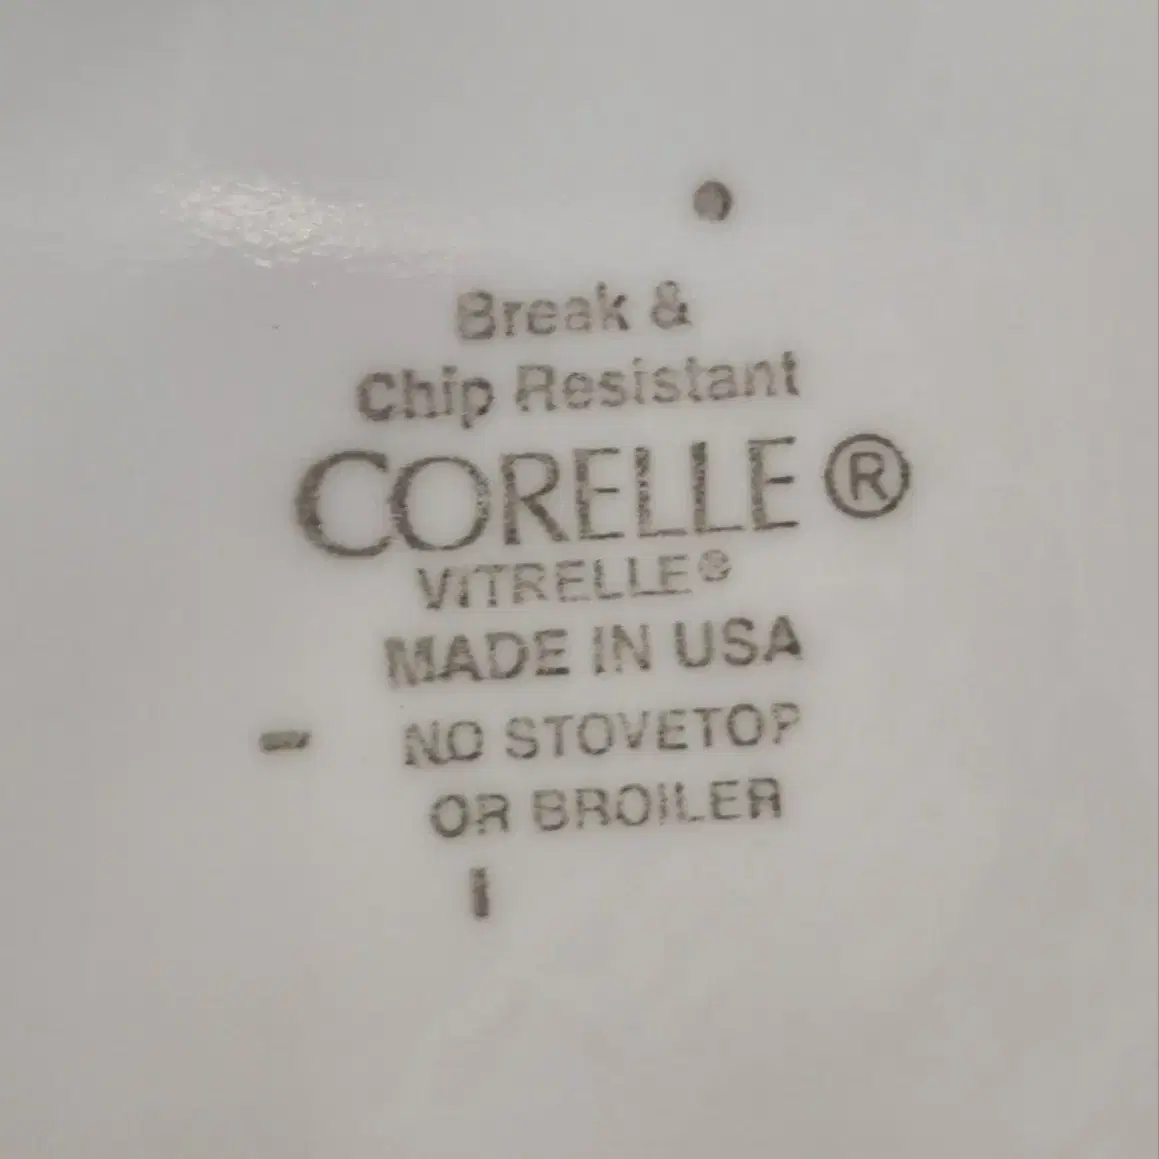 Break &
Chip Resistant
CORELLE®
VITRELLE®
MADE IN USA
NO STOVETOP
OR BROILER